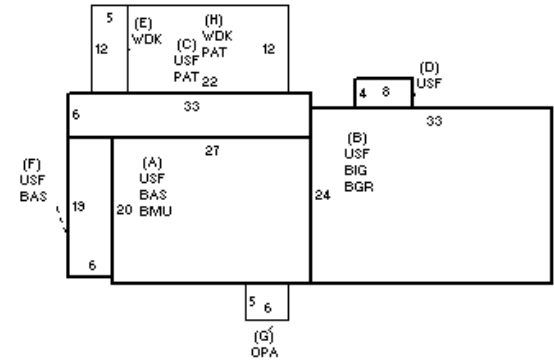 5
(E)
WDK
(H)
WDK
PAT
12
(C)
USF
PAT
22
12
(D)
USF
4
8
6
33
33
27
(F)
USF
BAS
19
6
(A)
USF
BAS
BMU
20
(B)
USF
BIG
BGR
24
5
6
(G)
OPA